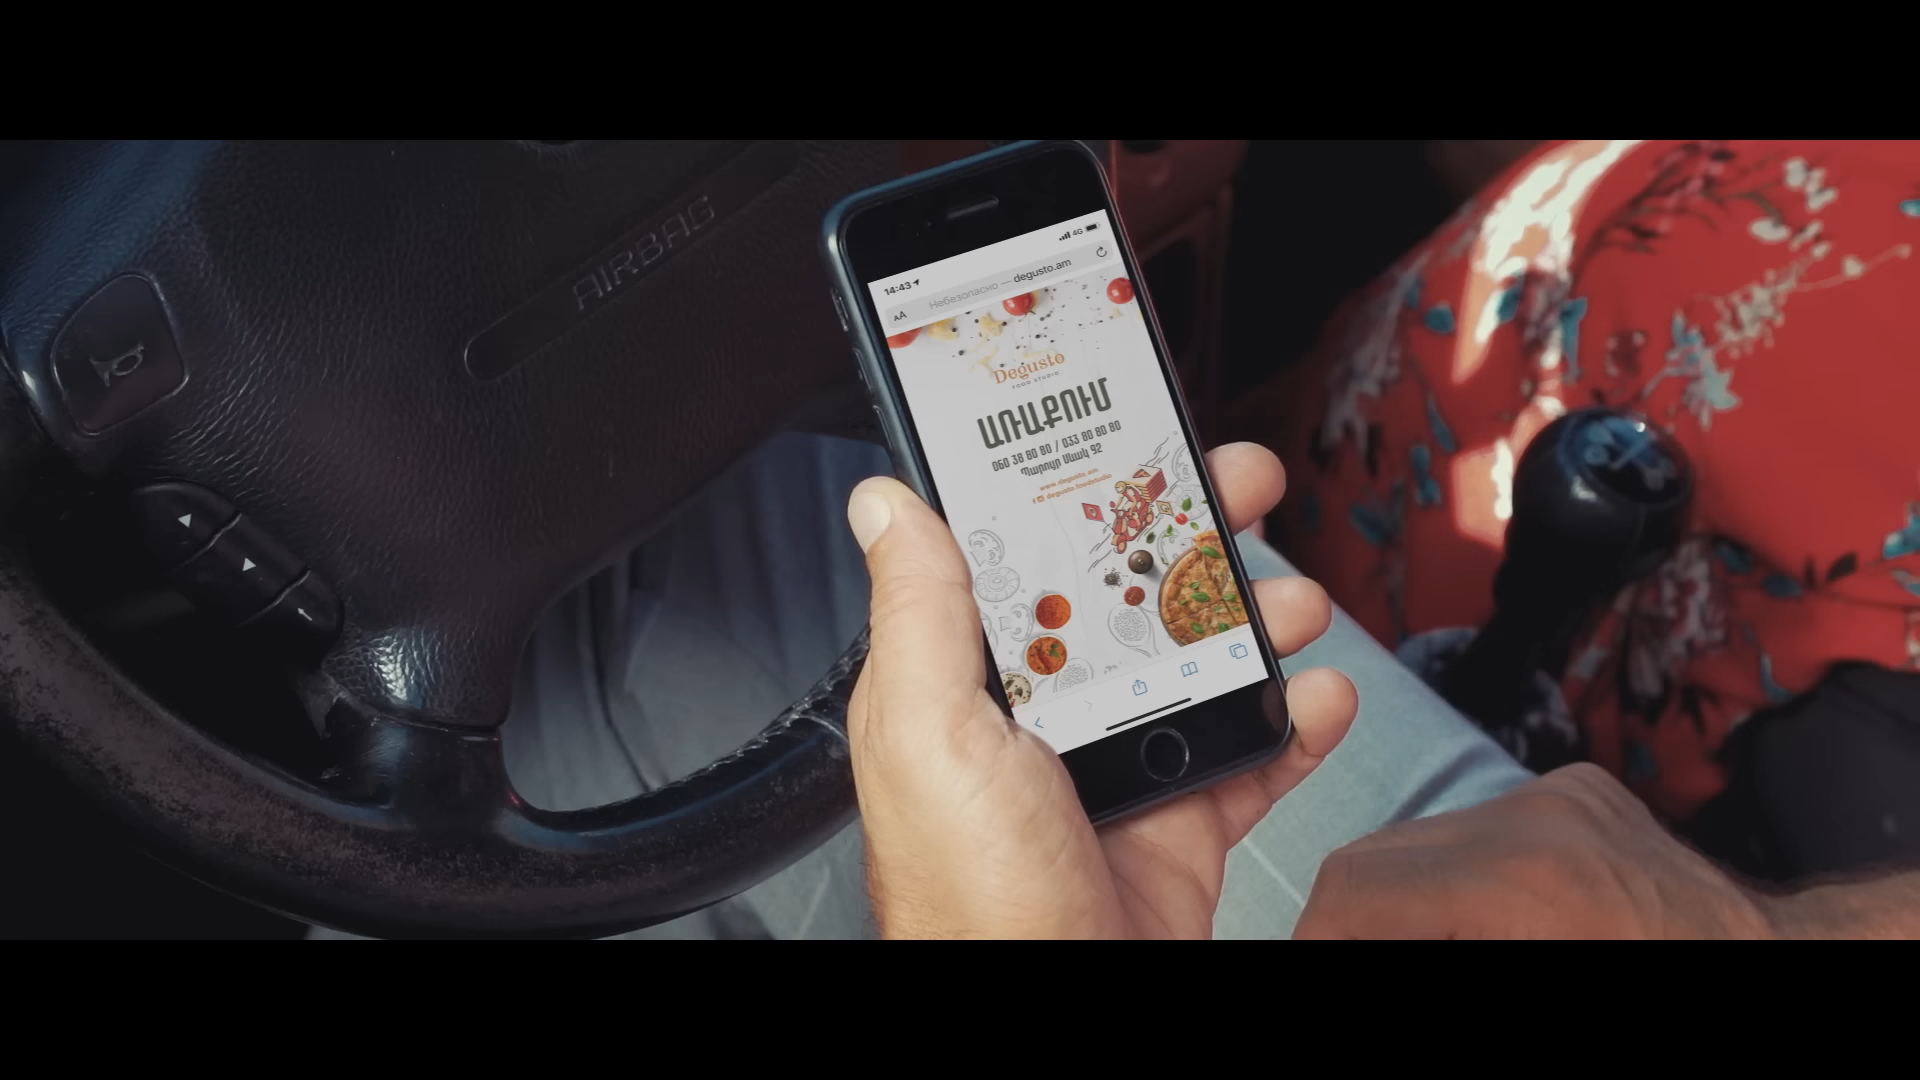 AIRBAG
14:43 4G
AA Небезопасно — degusto.am
Degusto
FOOD STUDIO
ԱՌԱՔՈՒՄ
060 38 80 80 / 033 80 80 80
Պարույր Սևակ 92
www.degusto.am
degusto.foodstudio